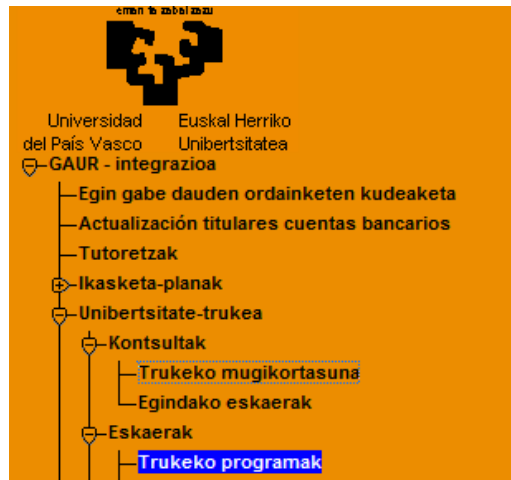 eman ta zabal zazu
Universidad Euskal Herriko
del País Vasco Unibertsitatea
GAUR - integrazioa
Egin gabe dauden ordainketen kudeaketa
Actualización titulares cuentas bancarios
Tutoretzak
Ikasketa-planak
Unibertsitate-trukea
Kontsultak
Trukeko mugikortasuna
Egindako eskaerak
Eskaerak
Trukeko programak